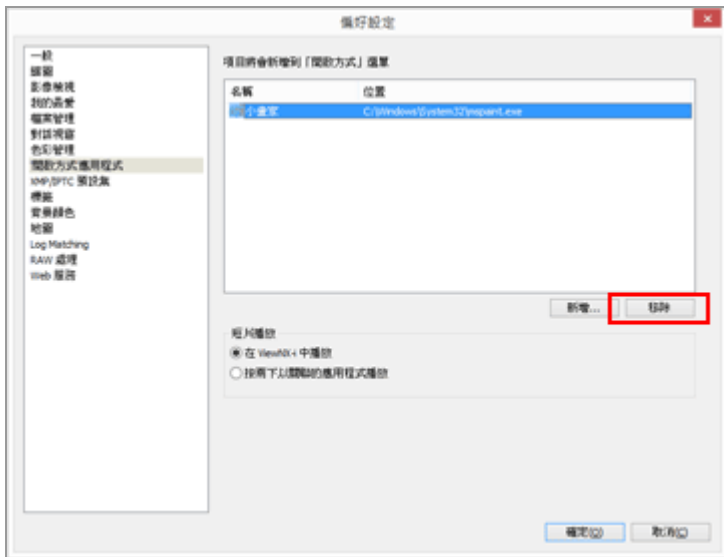 偏好設定
一般
縮圖
影像檢視
我的最愛
檔案管理
對話視窗
色彩管理
開啟方式應用程式
XMP/IPTC 預設集
標籤
背景顏色
地圖
Log Matching
RAW 處理
Web 服務
項目將會新增到「開啟方式」選單
名稱 位置
小畫家 C:\Windows\System32\mspaint.exe
新增... 移除
短片播放
在 ViewNX-i 中播放
按兩下以關聯的應用程式播放
確定(O) 取消(C)